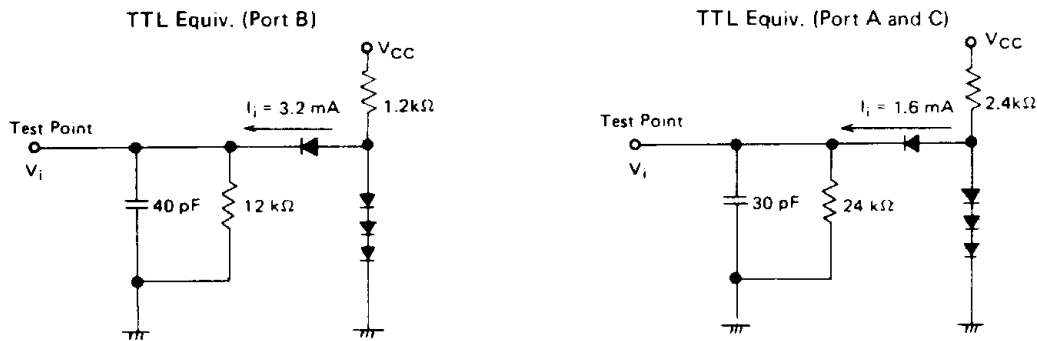 TTL Equiv. (Port B)
VCC
1.2kΩ
Ii = 3.2 mA
Test Point
Vi
40 pF
12 kΩ
TTL Equiv. (Port A and C)
VCC
2.4kΩ
Ii = 1.6 mA
Test Point
Vi
30 pF
24 kΩ